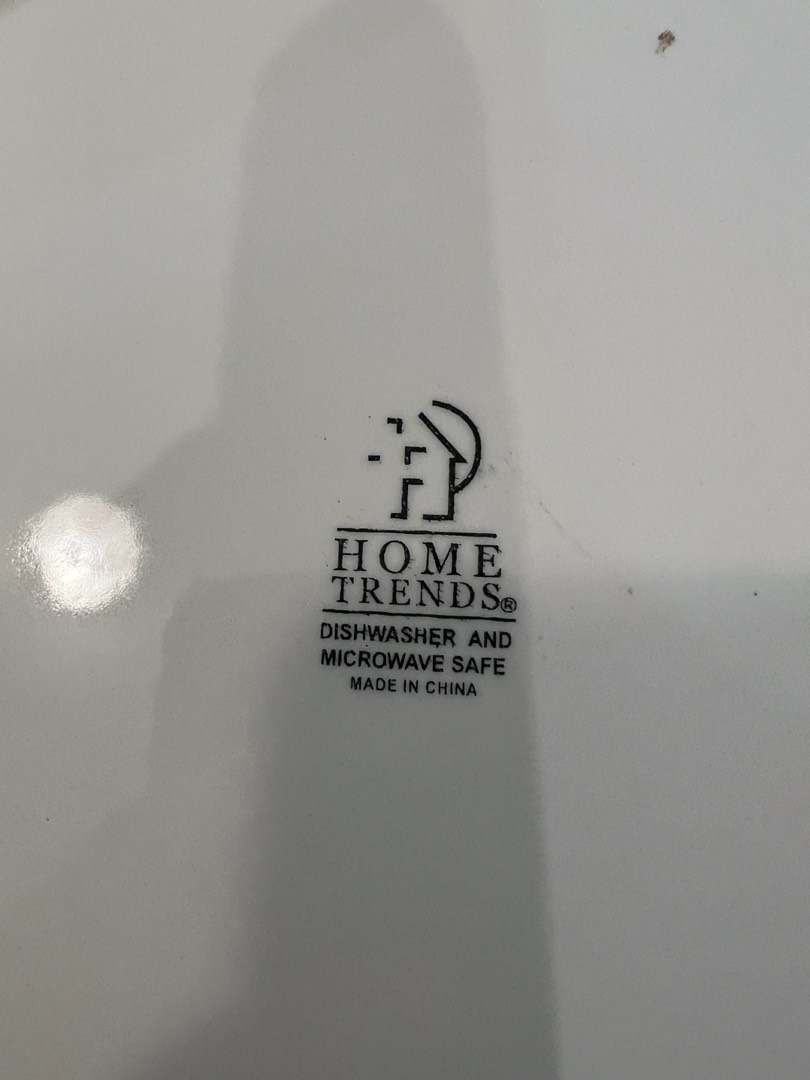 HOME
TRENDS®
DISHWASHER AND
MICROWAVE SAFE
MADE IN CHINA